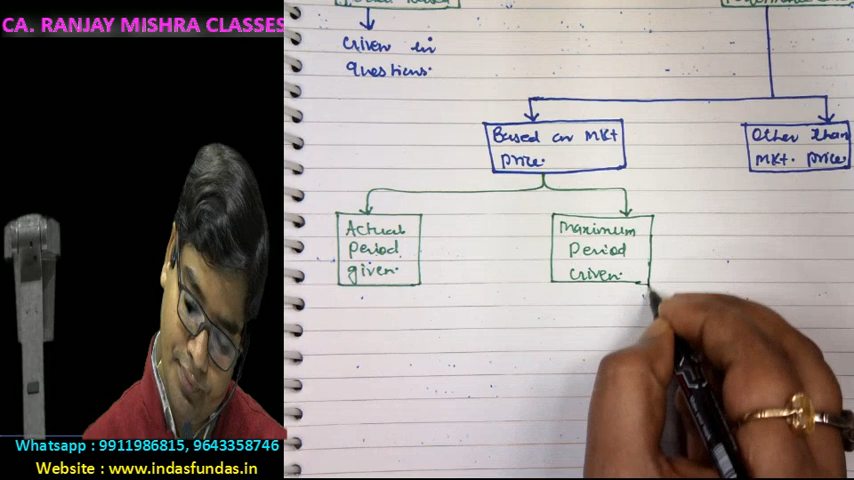 CA. RANJAY MISHRA CLASSES
Given in
Questions.
Based on MKt
price.
Other than
MKt. price
Actual
Period
given.
Maximum
Period
Given.
Whatsapp : 9911986815, 9643358746
Website : www.indasfundas.in